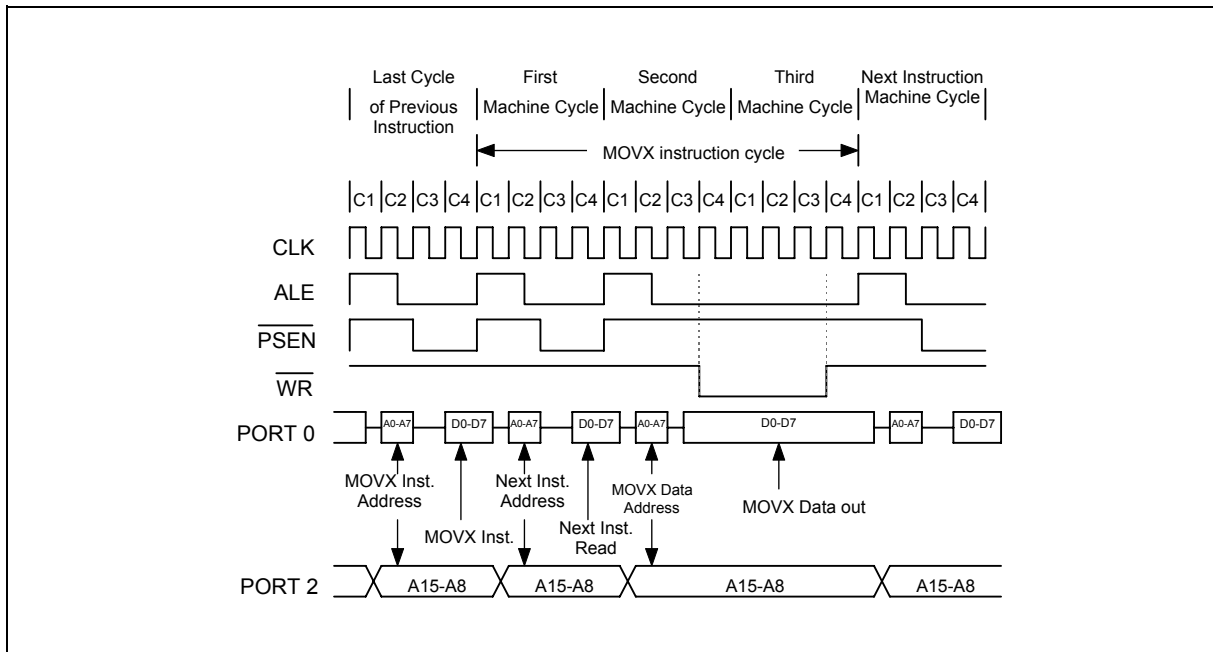 Last Cycle
of Previous
Instruction
First
Machine Cycle
Second
Machine Cycle
Third
Machine Cycle
Next Instruction
Machine Cycle
MOVX instruction cycle
C1 C2 C3 C4 C1 C2 C3 C4 C1 C2 C3 C4 C1 C2 C3 C4 C1 C2 C3 C4
CLK
ALE
PSEN
WR
PORT 0
A0-A7 D0-D7 A0-A7 D0-D7 A0-A7 D0-D7 A0-A7 D0-D7
MOVX Inst.
Address
MOVX Inst.
Next Inst.
Address
Next Inst.
Read
MOVX Data
Address
MOVX Data out
PORT 2
A15-A8 A15-A8 A15-A8 A15-A8